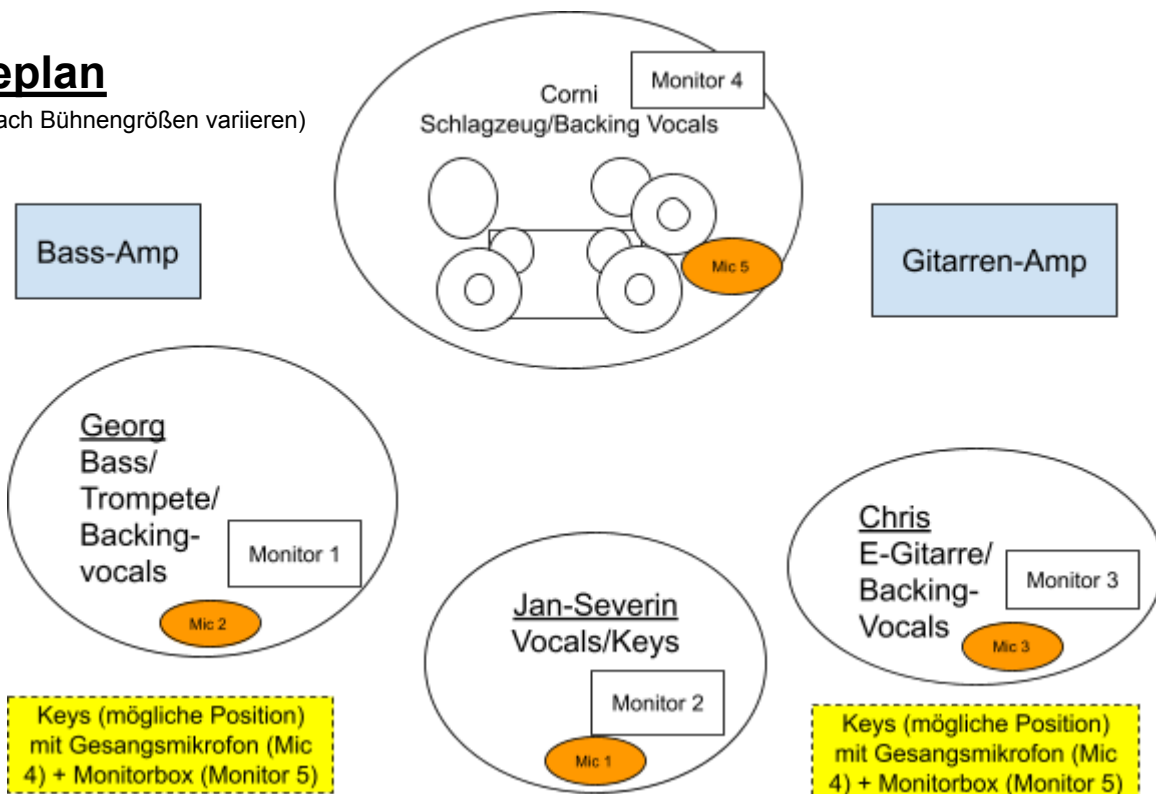 eplan
ach Bühnengrößen variieren)
Monitor 4
Corni
Schlagzeug/Backing Vocals
Bass-Amp
Mic 5
Gitarren-Amp
Georg
Bass/
Trompete/
Backing-
vocals
Monitor 1
Mic 2
Jan-Severin
Vocals/Keys
Monitor 2
Mic 1
Chris
E-Gitarre/
Backing-
Vocals
Monitor 3
Mic 3
Keys (mögliche Position)
mit Gesangsmikrofon (Mic
4) + Monitorbox (Monitor 5)
Keys (mögliche Position)
mit Gesangsmikrofon (Mic
4) + Monitorbox (Monitor 5)